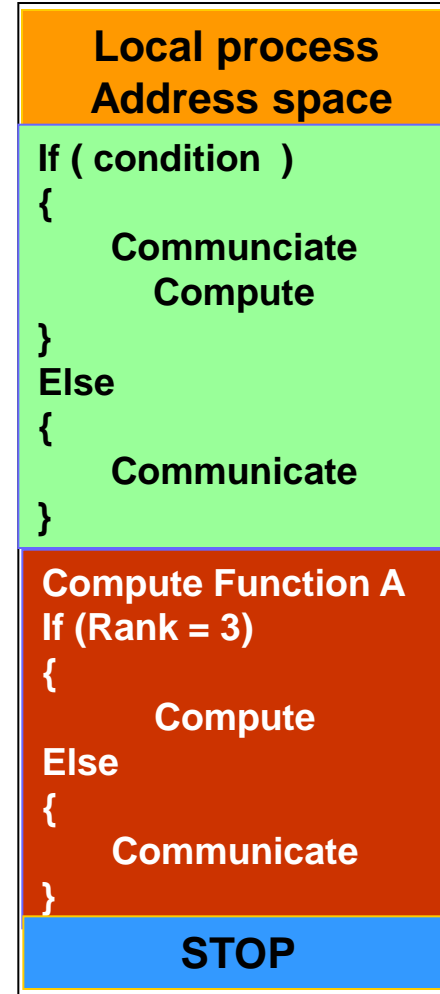 Local process
Address space
If ( condition  )
{
Communciate
Compute
}
Else
{
Communicate
}
Compute Function A
If (Rank = 3)
{
Compute
Else
{
Communicate
}
STOP